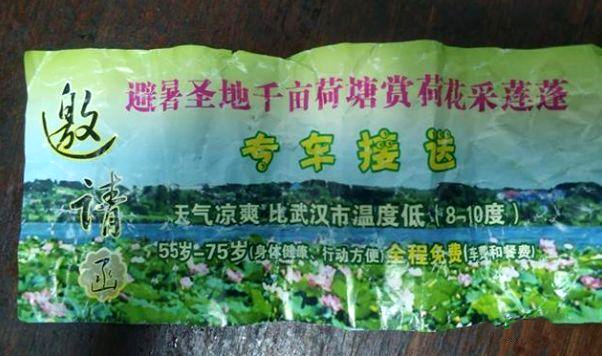 邀请函
避暑圣地千亩荷塘赏荷花采莲蓬
专车接送
天气凉爽 比武汉市温度低(8-10度)
55岁-75岁(身体健康、行动方便)全程免费(车费和餐费)